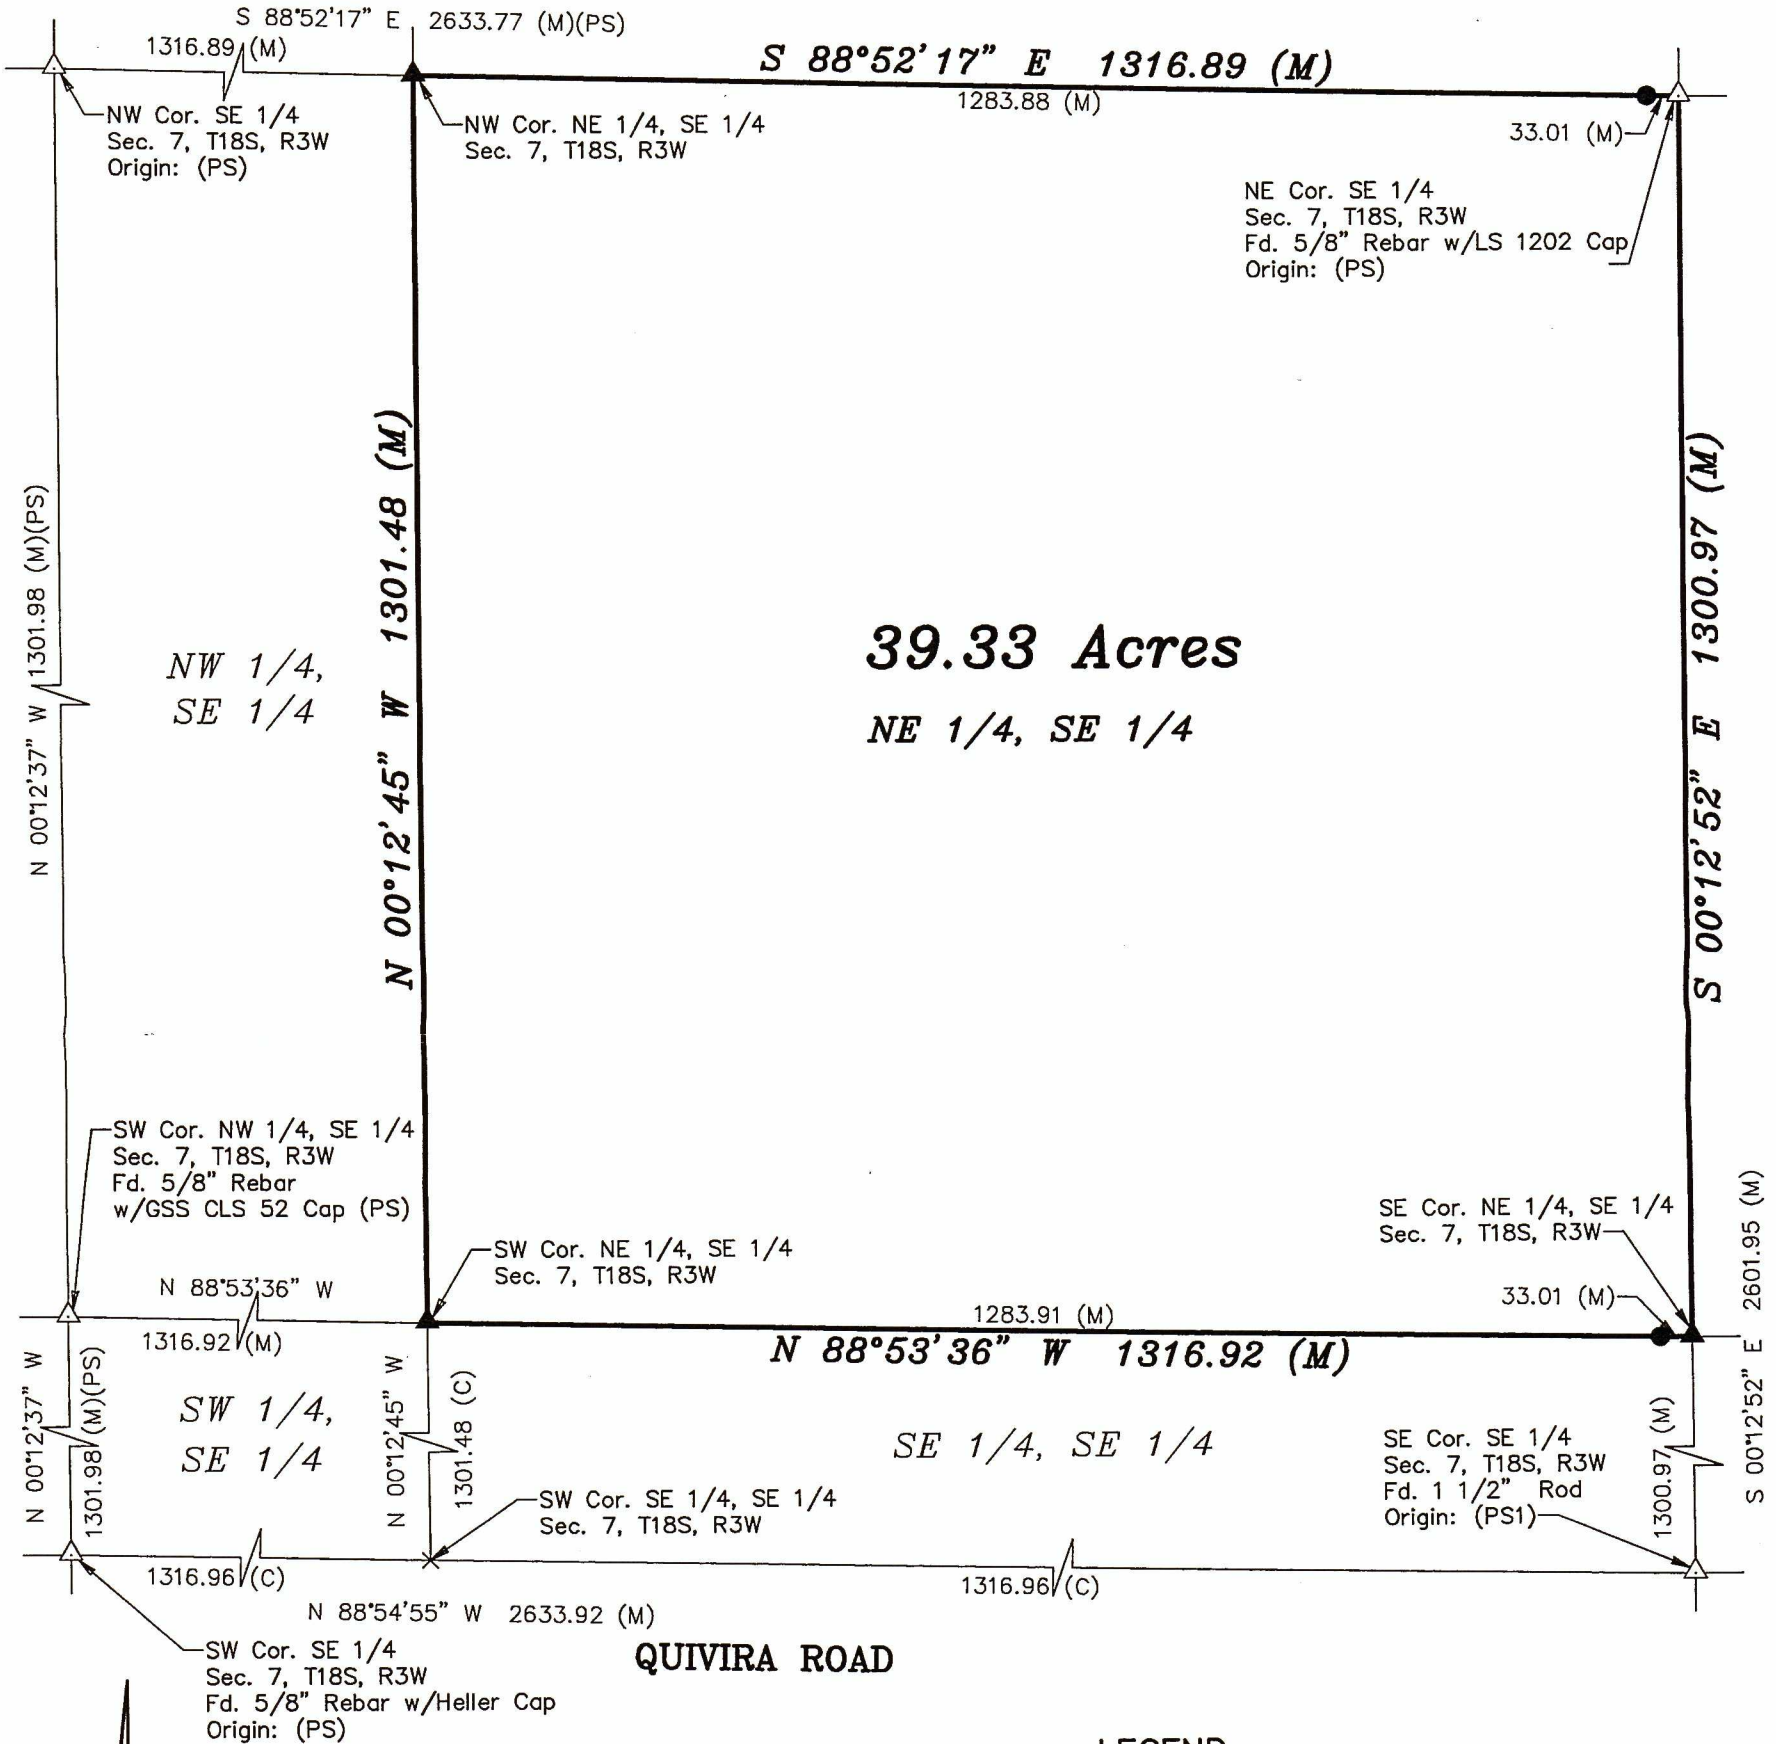 S 88°52'17" E 2633.77 (M)(PS)
1316.89 (M)
S 88°52'17" E 1316.89 (M)
1283.88 (M)
33.01 (M)
NW Cor. SE 1/4
Sec. 7, T18S, R3W
Origin: (PS)
NW Cor. NE 1/4, SE 1/4
Sec. 7, T18S, R3W
NE Cor. SE 1/4
Sec. 7, T18S, R3W
Fd. 5/8" Rebar w/LS 1202 Cap
Origin: (PS)
N 00°12'37" W 1301.98 (M)(PS)
N 00°12'45" W 1301.48 (M)
S 00°12'52" E 1300.97 (M)
39.33 Acres
NE 1/4, SE 1/4
NW 1/4,
SE 1/4
SW Cor. NW 1/4, SE 1/4
Sec. 7, T18S, R3W
Fd. 5/8" Rebar
w/GSS CLS 52 Cap (PS)
SW Cor. NE 1/4, SE 1/4
Sec. 7, T18S, R3W
SE Cor. NE 1/4, SE 1/4
Sec. 7, T18S, R3W
33.01 (M)
N 88°53'36" W
1316.92 (M)
1283.91 (M)
N 88°53'36" W 1316.92 (M)
S 00°12'52" E 2601.95 (M)
N 00°12'37" W
1301.98 (M)(PS)
SW 1/4,
SE 1/4
N 00°12'45" W
1301.48 (C)
SE 1/4, SE 1/4
SE Cor. SE 1/4
Sec. 7, T18S, R3W
Fd. 1 1/2" Rod
Origin: (PS1)
1300.97 (M)
SW Cor. SE 1/4, SE 1/4
Sec. 7, T18S, R3W
1316.96 (C)
1316.96 (C)
N 88°54'55" W 2633.92 (M)
QUIVIRA ROAD
SW Cor. SE 1/4
Sec. 7, T18S, R3W
Fd. 5/8" Rebar w/Heller Cap
Origin: (PS)
LEGEND